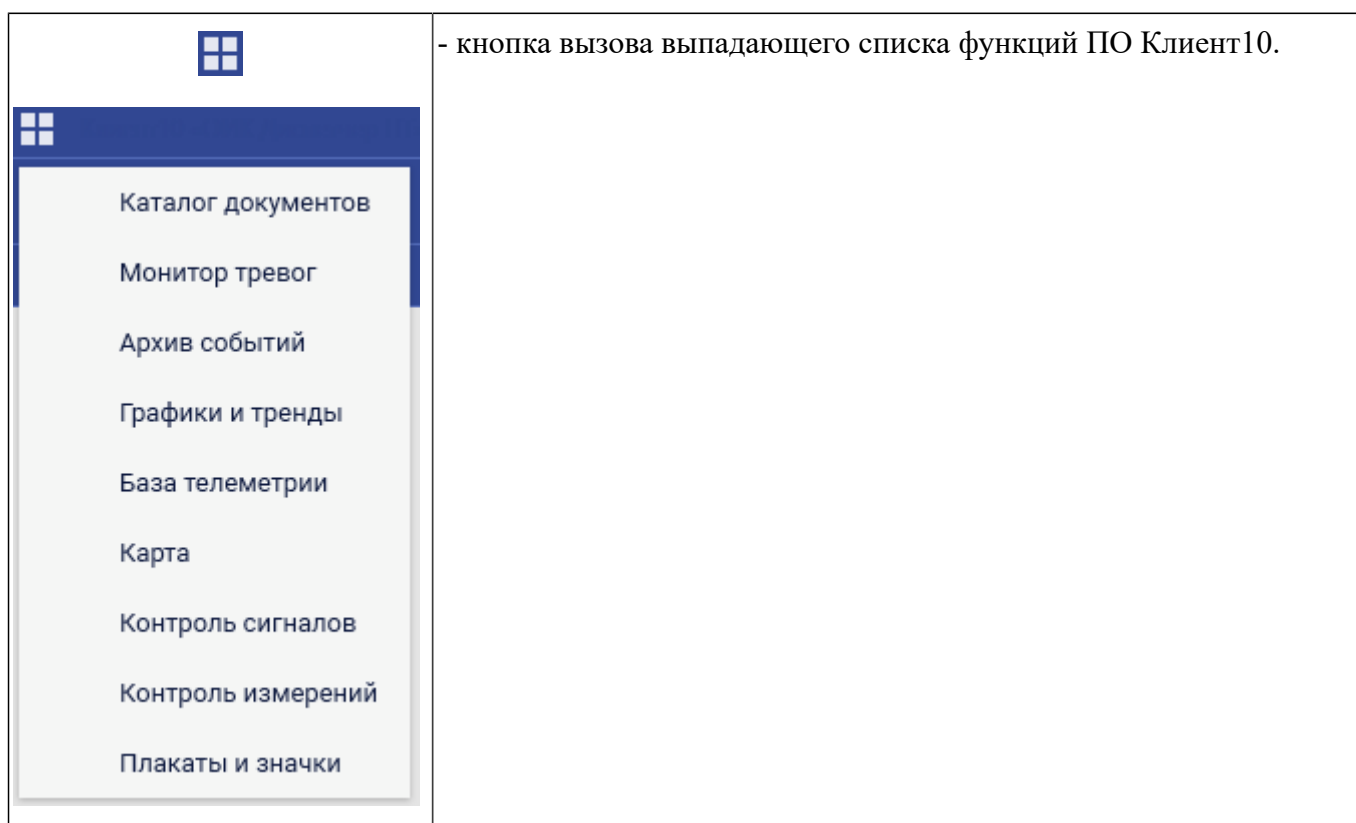 - кнопка вызова выпадающего списка функций ПО Клиент10.
Каталог документов
Монитор тревог
Архив событий
Графики и тренды
База телеметрии
Карта
Контроль сигналов
Контроль измерений
Плакаты и значки